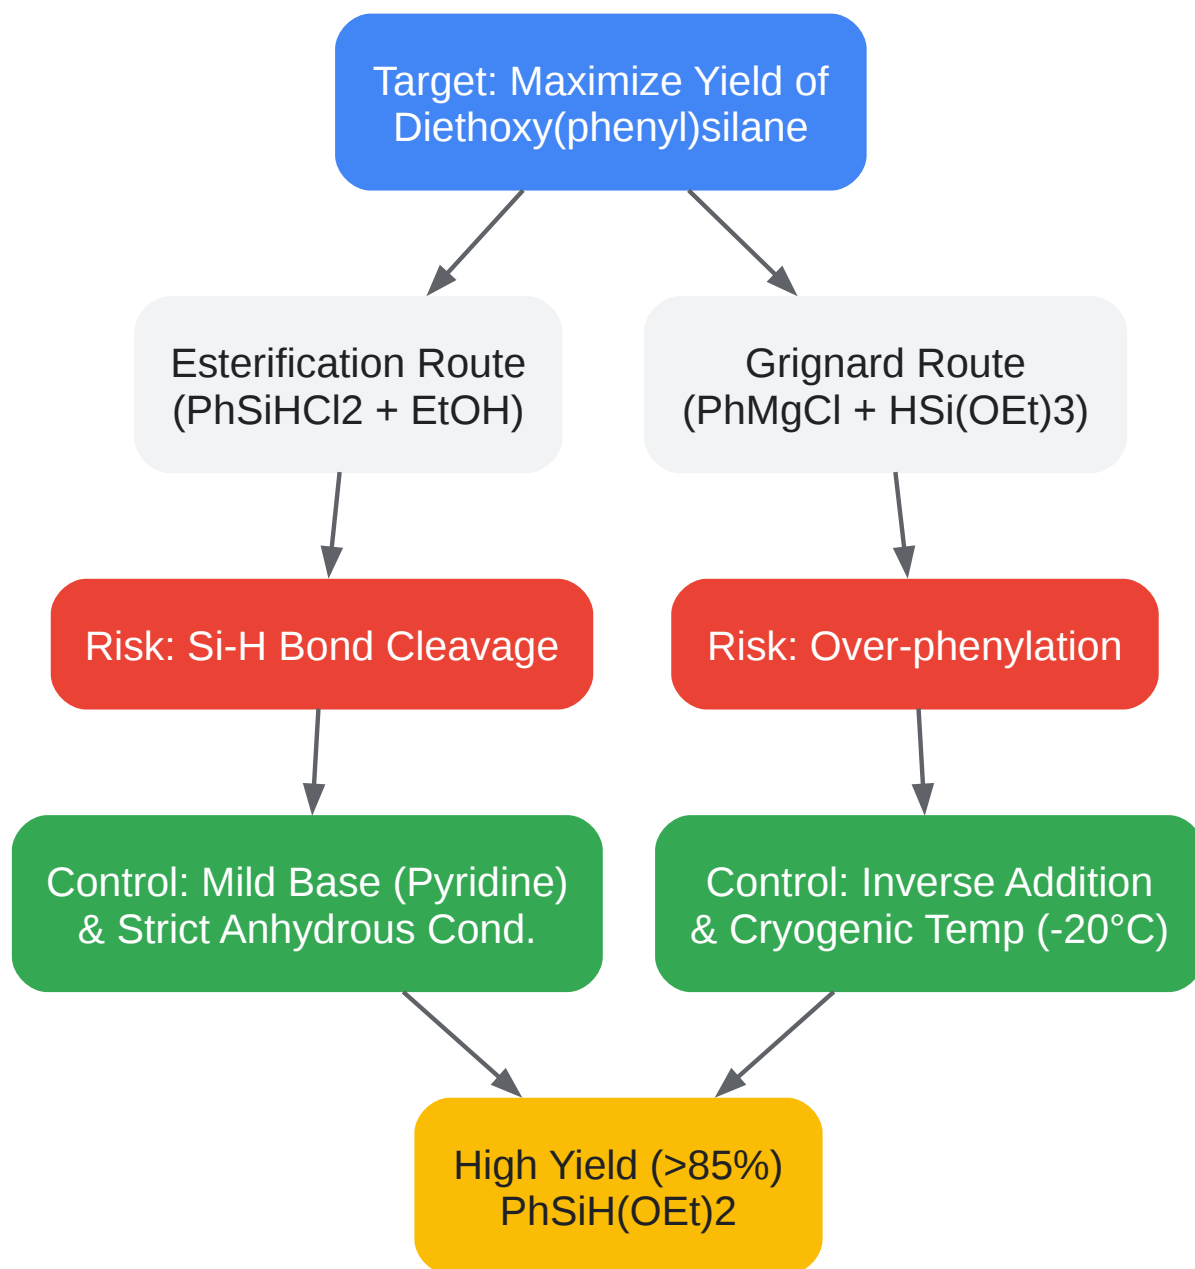 Target: Maximize Yield of
Diethoxy(phenyl)silane
Esterification Route
(PhSiHCl2 + EtOH)
Grignard Route
(PhMgCl + HSi(OEt)3)
Risk: Si-H Bond Cleavage
Risk: Over-phenylation
Control: Mild Base (Pyridine)
& Strict Anhydrous Cond.
Control: Inverse Addition
& Cryogenic Temp (-20°C)
High Yield (>85%)
PhSiH(OEt)2